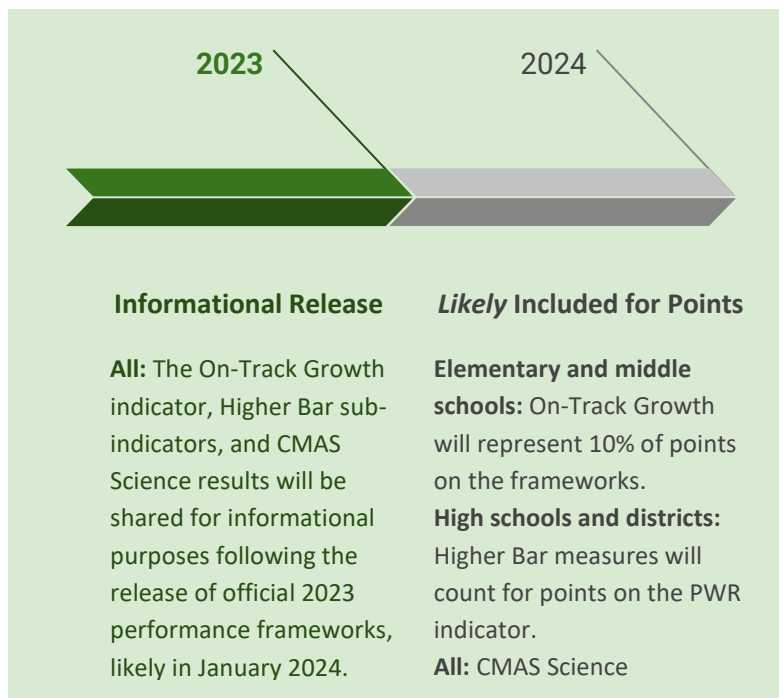 2023
2024
Informational Release
All: The On-Track Growth
indicator, Higher Bar sub-
indicators, and CMAS
Science results will be
shared for informational
purposes following the
release of official 2023
performance frameworks,
likely in January 2024.
Likely Included for Points
Elementary and middle
schools: On-Track Growth
will represent 10% of points
on the frameworks.
High schools and districts:
Higher Bar measures will
count for points on the PWR
indicator.
All: CMAS Science